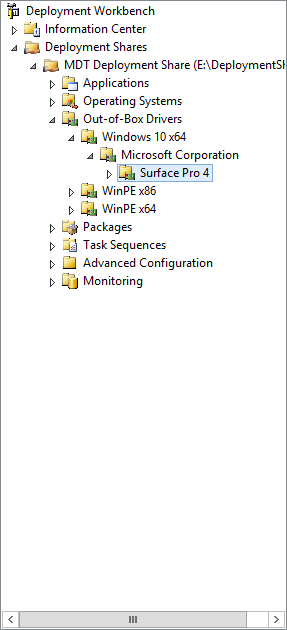 Deployment Workbench
Information Center
Deployment Shares
MDT Deployment Share (E:\DeploymentSh
Applications
Operating Systems
Out-of-Box Drivers
Windows 10 x64
Microsoft Corporation
Surface Pro 4
WinPE x86
WinPE x64
Packages
Task Sequences
Advanced Configuration
Monitoring